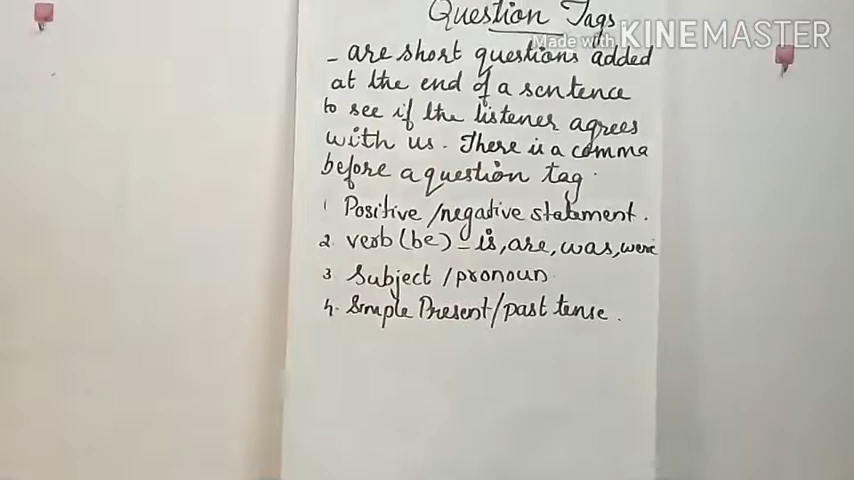 Question Tags
Made with KINEMASTER
- are short questions added
at the end of a sentence
to see if the listener agrees
with us. There is a comma
before a question tag.
1 Positive/negative statement.
2 verb (be) - is, are, was, were
3 Subject/pronoun
4. Simple Present/past tense.